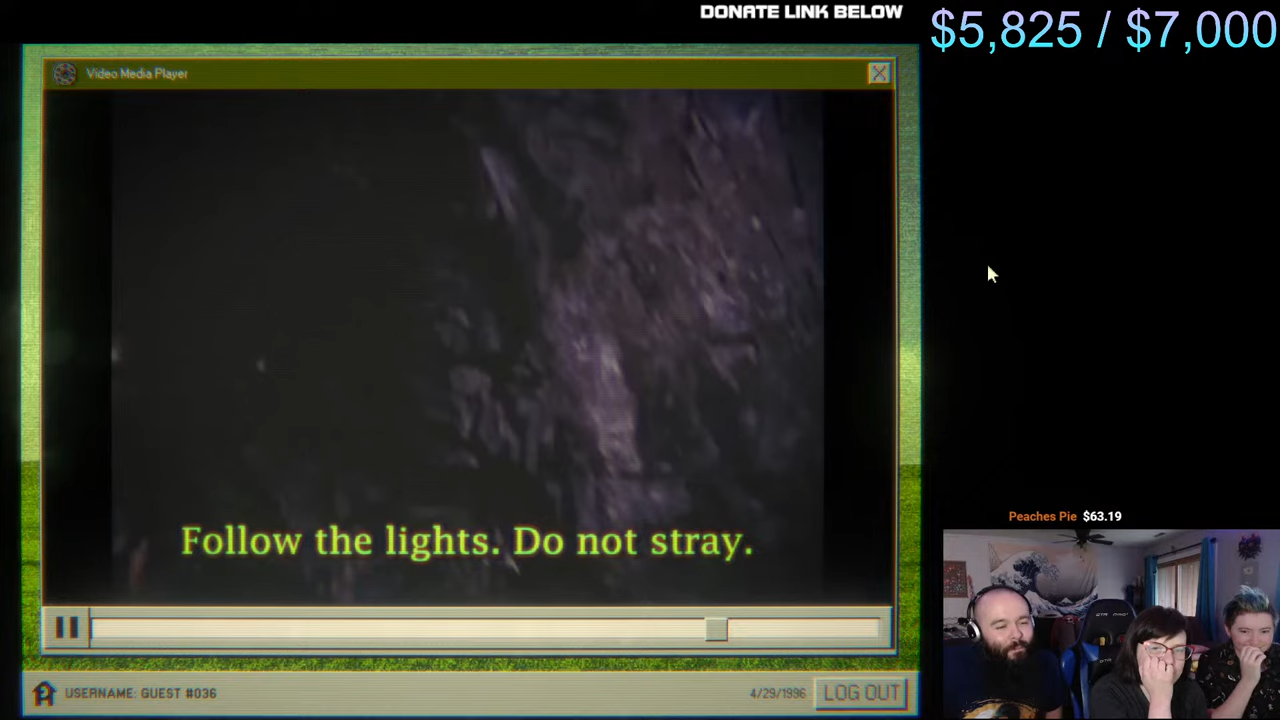 DONATE LINK BELOW
$5,825 / $7,000
Video Media Player
Follow the lights. Do not stray.
Peaches Pie $63.19
USERNAME: GUEST #036
4/29/1996
LOG OUT